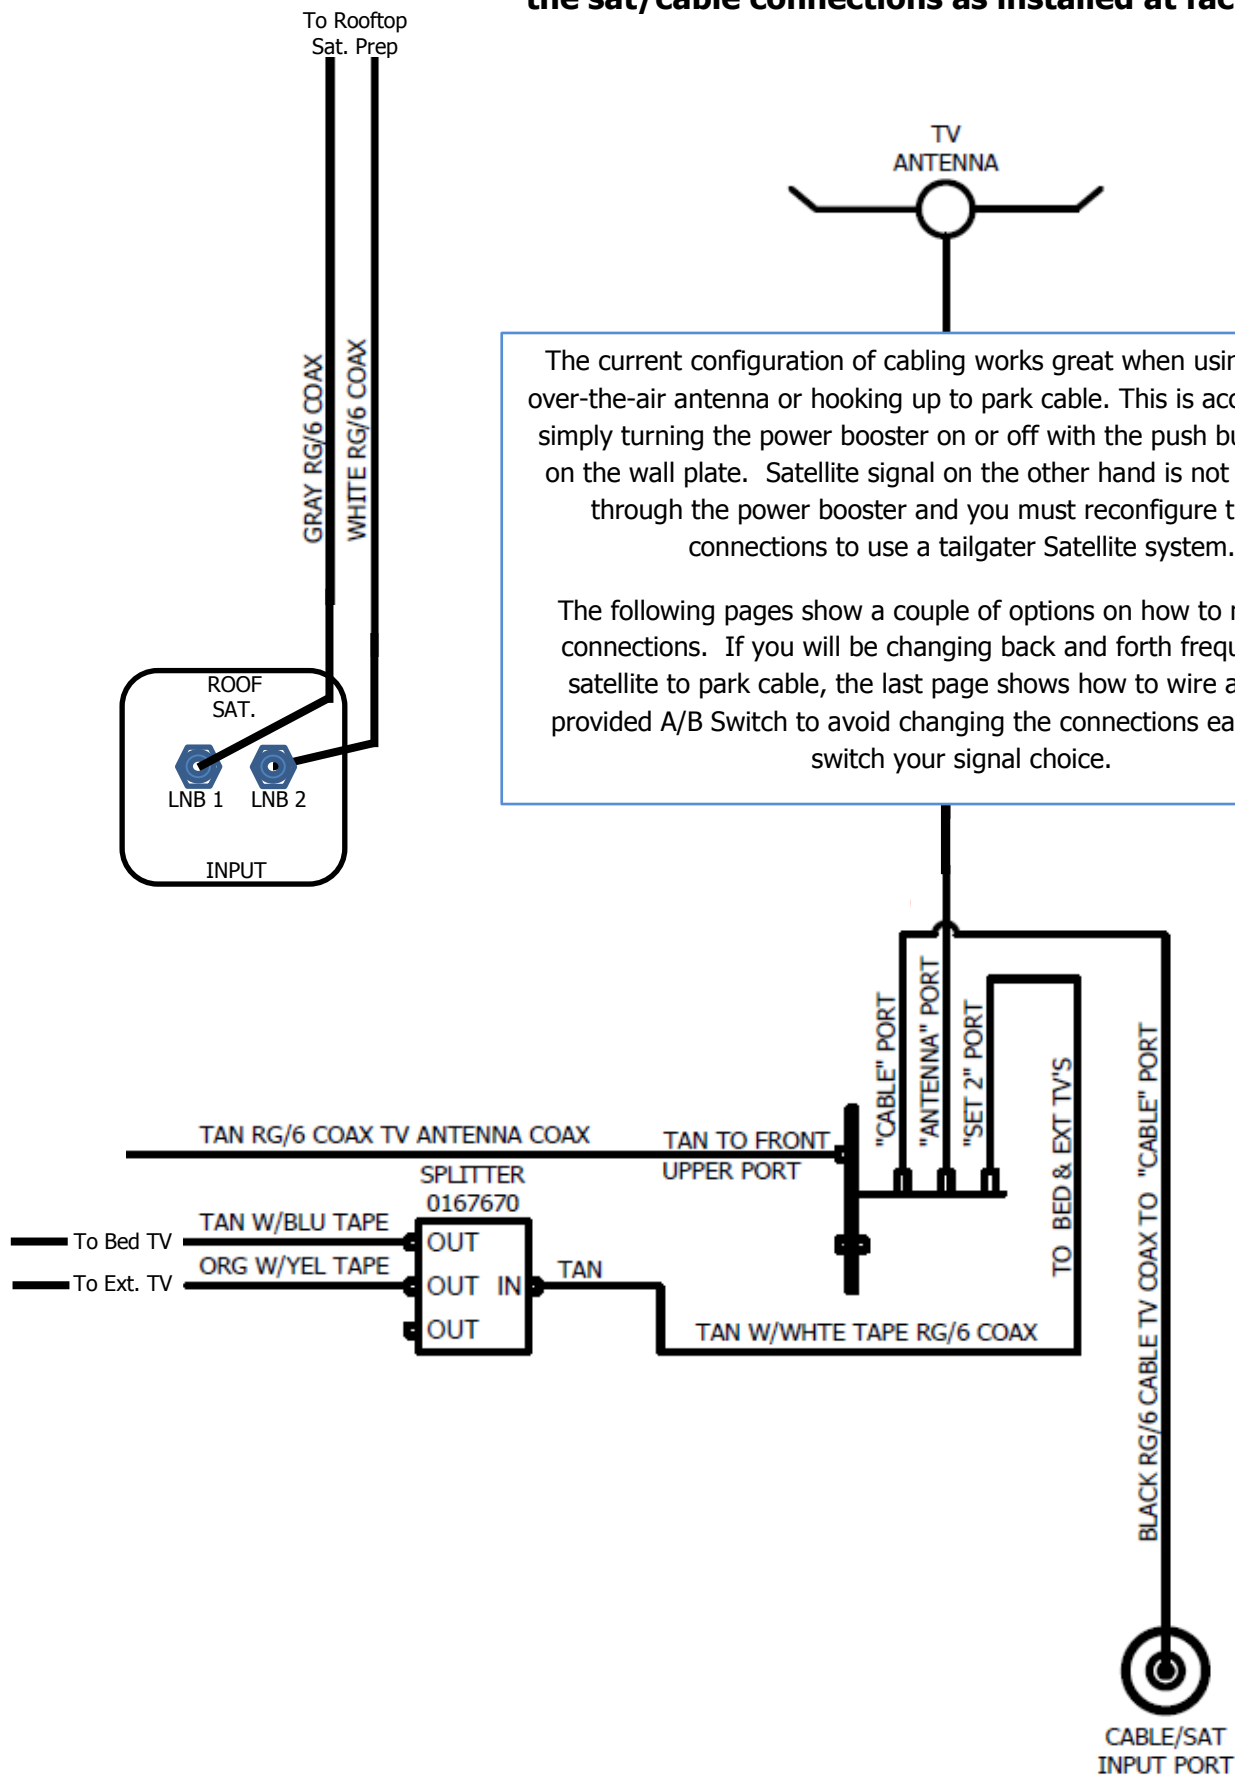 the sat/cable connections as installed at fac
To Rooftop
Sat. Prep
TV
ANTENNA
GRAY RG/6 COAX
WHITE RG/6 COAX
The current configuration of cabling works great when usin
over-the-air antenna or hooking up to park cable. This is acc
simply turning the power booster on or off with the push bu
on the wall plate.  Satellite signal on the other hand is not
through the power booster and you must reconfigure t
connections to use a tailgater Satellite system.
The following pages show a couple of options on how to r
connections.  If you will be changing back and forth frequ
satellite to park cable, the last page shows how to wire a
provided A/B Switch to avoid changing the connections ea
switch your signal choice.
ROOF
SAT.
LNB 1
LNB 2
INPUT
"CABLE" PORT
"ANTENNA" PORT
"SET 2" PORT
TO BED & EXT TV'S
BLACK RG/6 CABLE TV COAX TO "CABLE" PORT
TAN RG/6 COAX TV ANTENNA COAX
TAN TO FRONT
UPPER PORT
SPLITTER
0167670
To Bed TV
TAN W/BLU TAPE
OUT
To Ext. TV
ORG W/YEL TAPE
OUT IN
TAN
OUT
TAN W/WHTE TAPE RG/6 COAX
CABLE/SAT
INPUT PORT